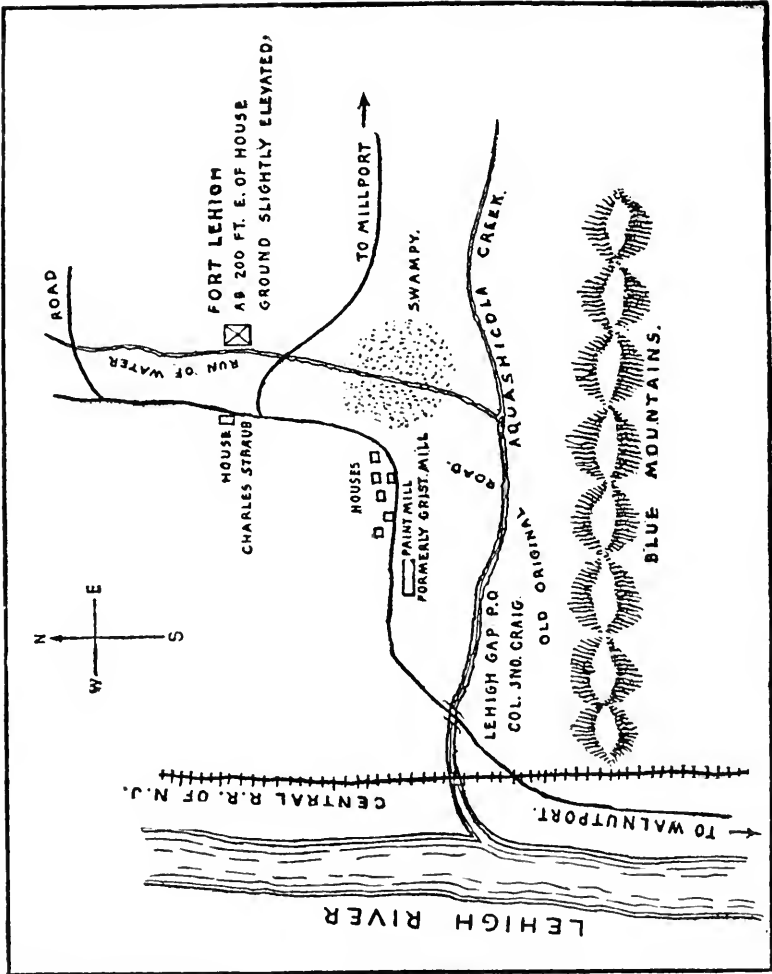 ROAD
FORT LEHIGH
AB 200 FT. E. OF HOUSE
GROUND SLIGHTLY ELEVATED,
RUN OF WATER
HOUSE
CHARLES STRAUB
TO MILLPORT
SWAMPY.
HOUSES
PAINT MILL
FORMERLY GRIST. MILL
N
W
E
S
AQUASHICOLA CREEK.
ROAD.
OLD ORIGINAL
LEHIGH GAP P.O
COL. JNO. CRAIG.
BLUE MOUNTAINS.
CENTRAL R.R. OF N.J.
TO WALNUTPORT.
LEHIGH RIVER